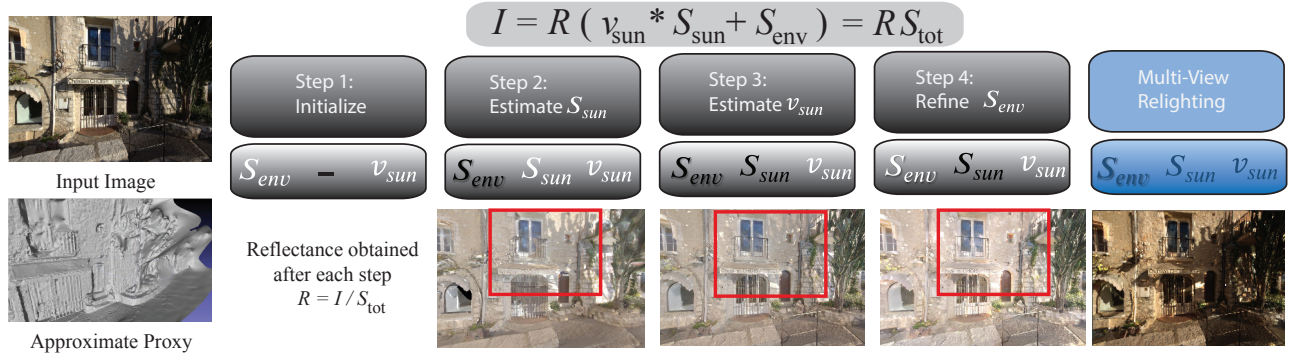 I = R ( v_sun * S_sun + S_env ) = R S_tot
Step 1:
Initialize
Step 2:
Estimate S_sun
Step 3:
Estimate v_sun
Step 4:
Refine S_env
Multi-View
Relighting
S_env – v_sun
S_env S_sun v_sun
S_env S_sun v_sun
S_env S_sun v_sun
S_env S_sun v_sun
Input Image
Reflectance obtained
after each step
R = I / S_tot
Approximate Proxy